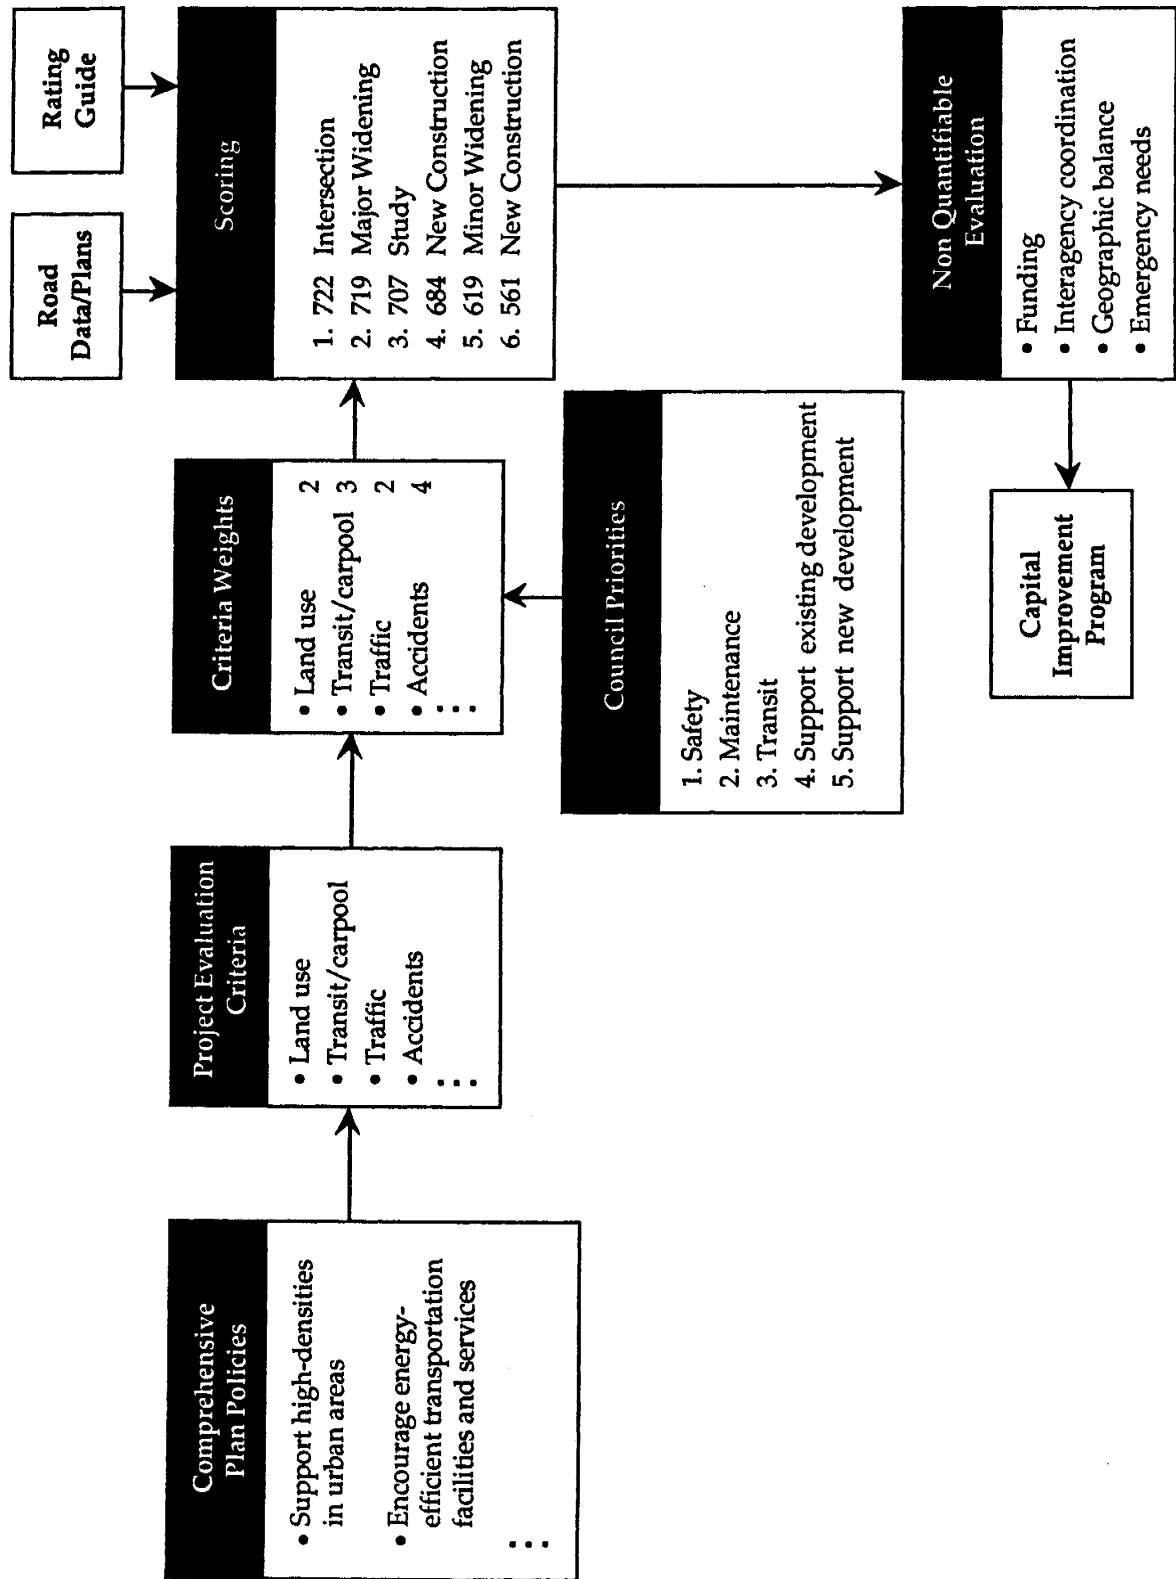 Comprehensive
Plan Policies
• Support high-densities
in urban areas
• Encourage energy-
efficient transportation
facilities and services
Project Evaluation
Criteria
• Land use
• Transit/carpool
• Traffic
• Accidents
Criteria Weights
• Land use 2
• Transit/carpool 3
• Traffic 2
• Accidents 4
Council Priorities
1. Safety
2. Maintenance
3. Transit
4. Support existing development
5. Support new development
Road
Data/Plans
Rating
Guide
Scoring
1. 722 Intersection
2. 719 Major Widening
3. 707 Study
4. 684 New Construction
5. 619 Minor Widening
6. 561 New Construction
Non Quantifiable
Evaluation
• Funding
• Interagency coordination
• Geographic balance
• Emergency needs
Capital
Improvement
Program